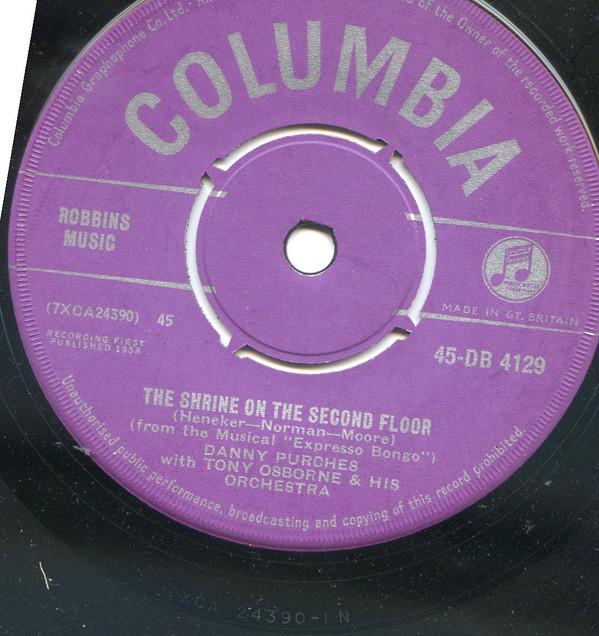 Columbia Graphophone Co. Ltd. of the Owner of the recorded work reserved.
COLUMBIA
ROBBINS
MUSIC
(7XCA24390) 45
RECORDING FIRST
PUBLISHED 1958
MADE IN GT. BRITAIN
45-DB 4129
THE SHRINE ON THE SECOND FLOOR
(Heneker—Norman—Moore)
(from the Musical "Expresso Bongo")
DANNY PURCHES
with TONY OSBORNE & HIS
ORCHESTRA
Unauthorised public performance, broadcasting and copying of this record prohibited.
7XCA 24390-1N